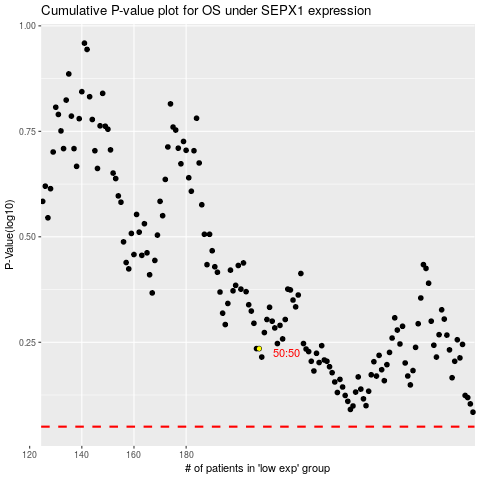 Cumulative P-value plot for OS under SEPX1 expression
1.00
0.75
0.50
0.25
P-Value(log10)
50:50
120 140 160 180
# of patients in 'low exp' group